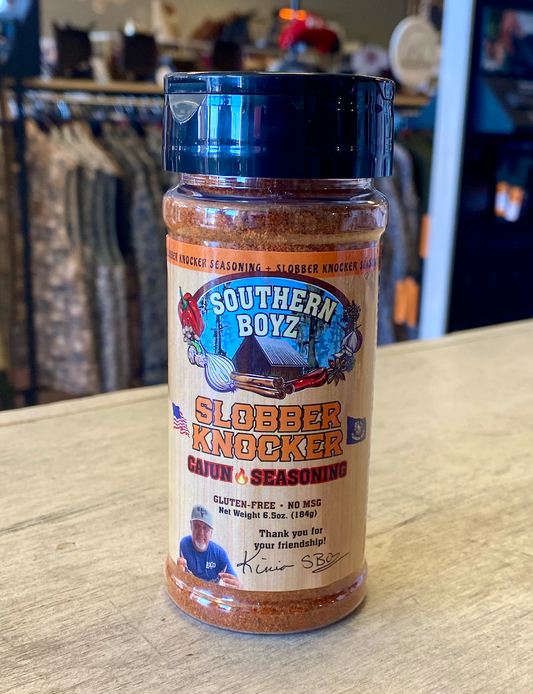 KNOCKER SEASONING + SLOBBER KNOCKER
SOUTHERN
BOYZ
SLOBBER
KNOCKER
CAJUN SEASONING
GLUTEN-FREE • NO MSG
Net Weight 6.5oz. (184g)
Thank you for
your friendship!